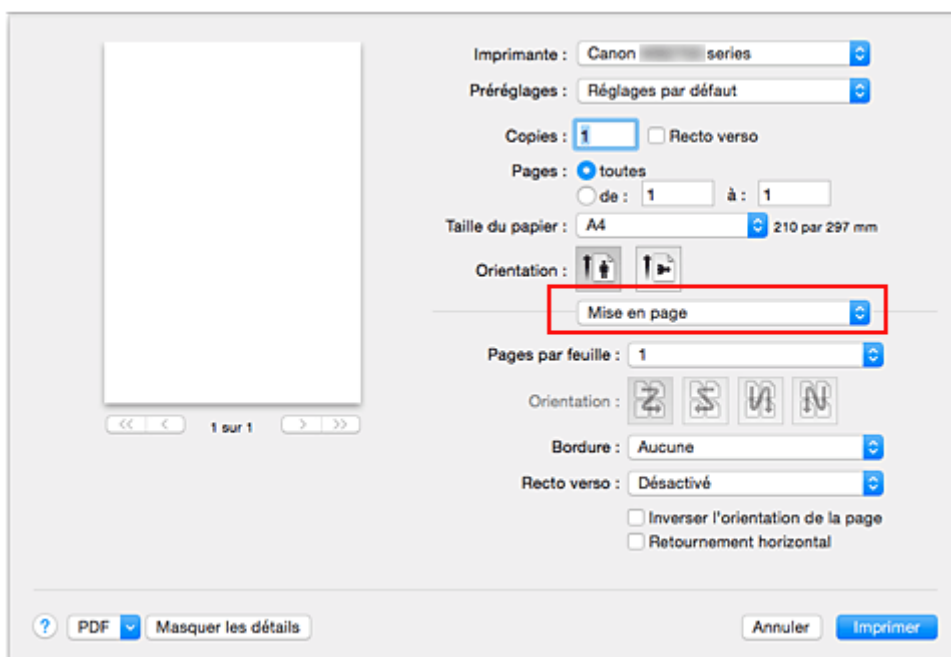 Imprimante : Canon series
Préréglages : Réglages par défaut
Copies : 1 Recto verso
Pages : toutes
de : 1 à : 1
Taille du papier : A4 210 par 297 mm
Orientation :
Mise en page
Pages par feuille : 1
Orientation :
1 sur 1
Bordure : Aucune
Recto verso : Désactivé
Inverser l'orientation de la page
Retournement horizontal
? PDF Masquer les détails Annuler Imprimer